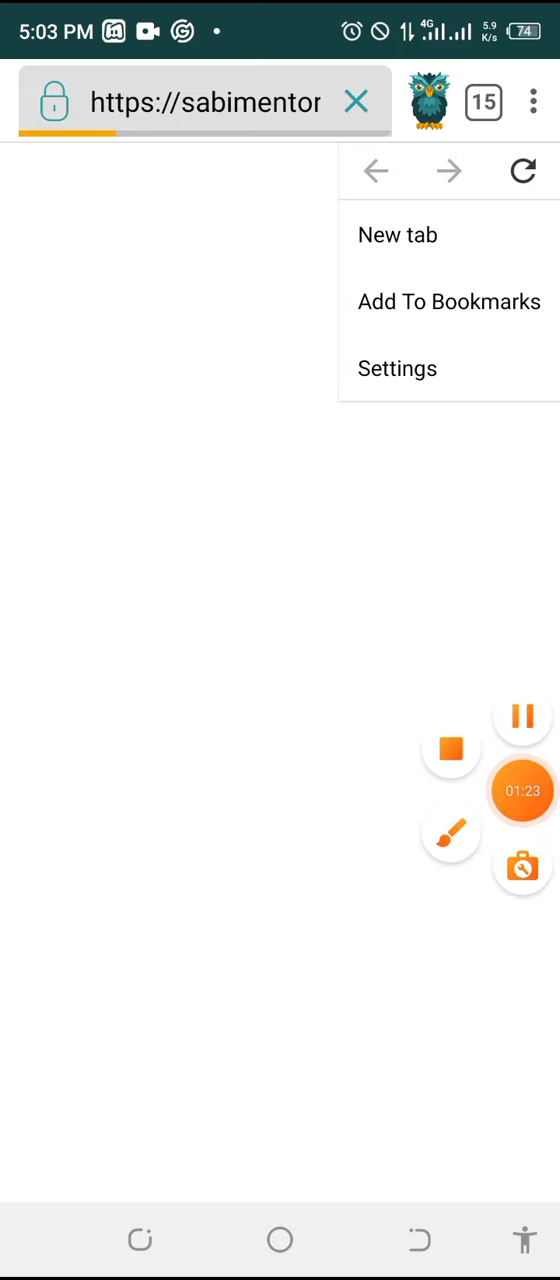 5:03 PM 4G 5.9 K/s 74
https://sabimentor 15
New tab
Add To Bookmarks
Settings
01:23